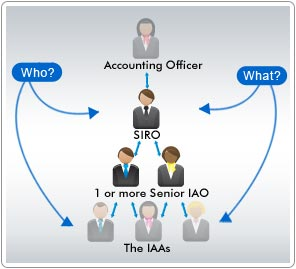 Accounting Officer
Who?
What?
SIRO
1 or more Senior IAO
The IAAs